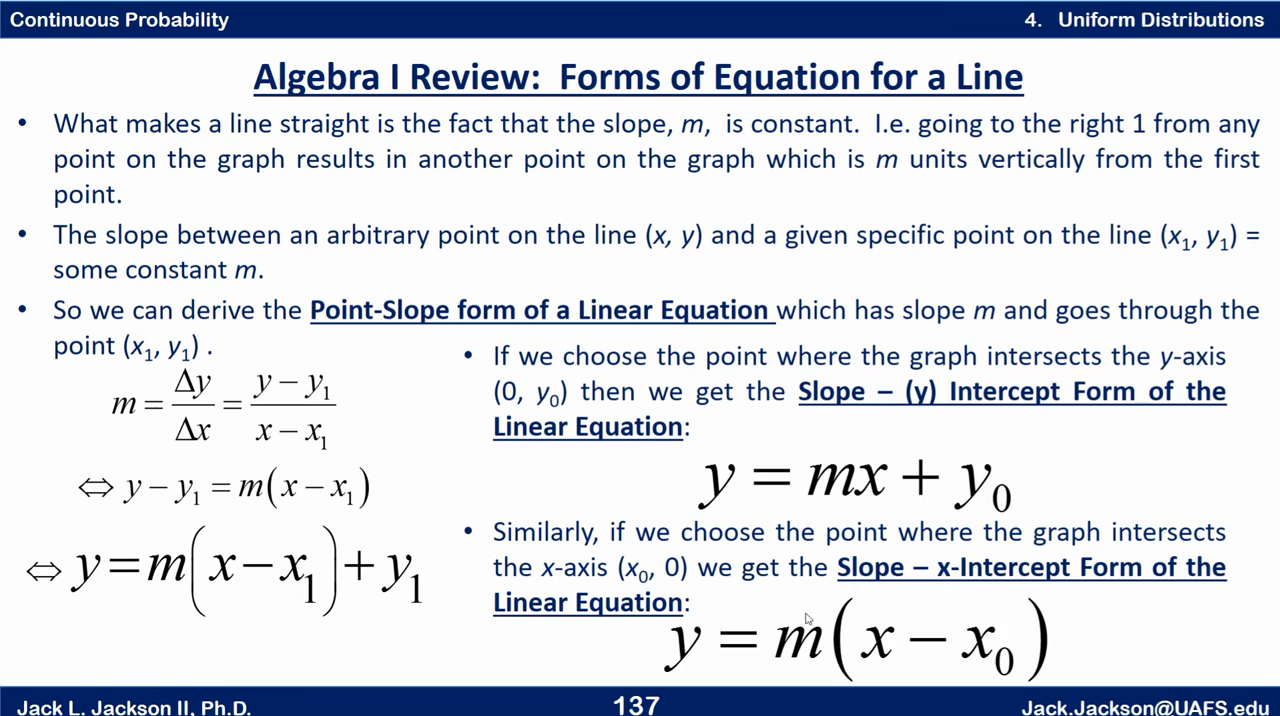 Continuous Probability
4. Uniform Distributions
Algebra I Review: Forms of Equation for a Line
• What makes a line straight is the fact that the slope, m, is constant. I.e. going to the right 1 from any
point on the graph results in another point on the graph which is m units vertically from the first
point.
• The slope between an arbitrary point on the line (x, y) and a given specific point on the line (x₁, y₁) =
some constant m.
• So we can derive the Point-Slope form of a Linear Equation which has slope m and goes through the
point (x₁, y₁) .
m = Δy/Δx = (y − y₁)/(x − x₁)
⇔ y − y₁ = m(x − x₁)
⇔ y = m(x − x₁) + y₁
• If we choose the point where the graph intersects the y-axis
(0, y₀) then we get the Slope – (y) Intercept Form of the
Linear Equation:
y = mx + y₀
• Similarly, if we choose the point where the graph intersects
the x-axis (x₀, 0) we get the Slope – x-Intercept Form of the
Linear Equation:
y = m(x − x₀)
Jack L. Jackson II, Ph.D.
137
Jack.Jackson@UAFS.edu